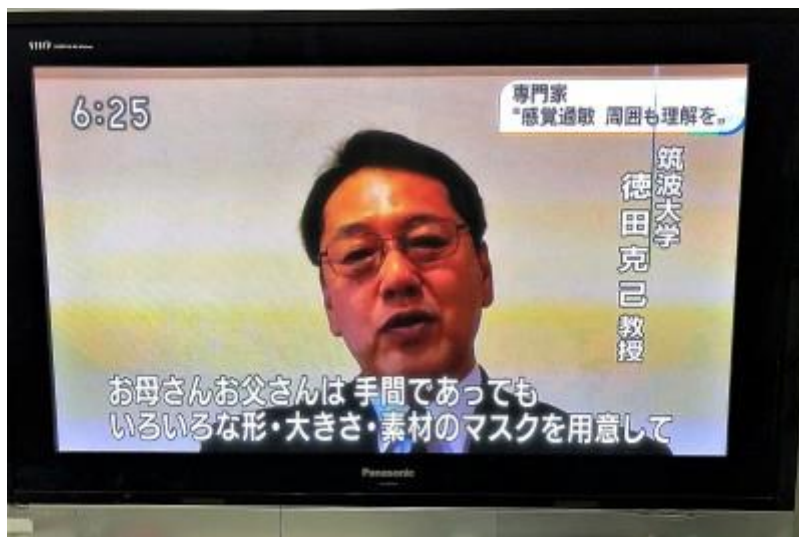 6:25
専門家
“感覚過敏 周囲も理解を„
筑波大学
徳田克己教授
お母さんお父さんは 手間であっても
いろいろな形・大きさ・素材のマスクを用意して
Panasonic